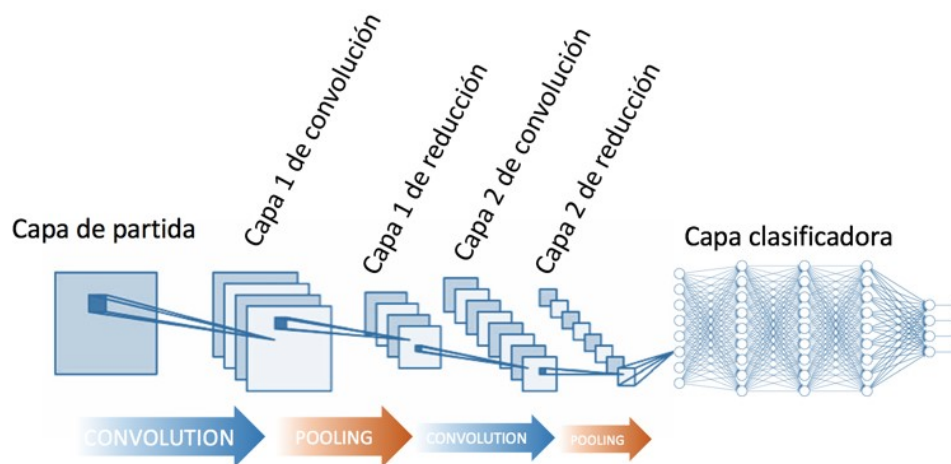 Capa de partida
Capa 1 de convolución
Capa 1 de reducción
Capa 2 de convolución
Capa 2 de reducción
Capa clasificadora
CONVOLUTION
POOLING
CONVOLUTION
POOLING